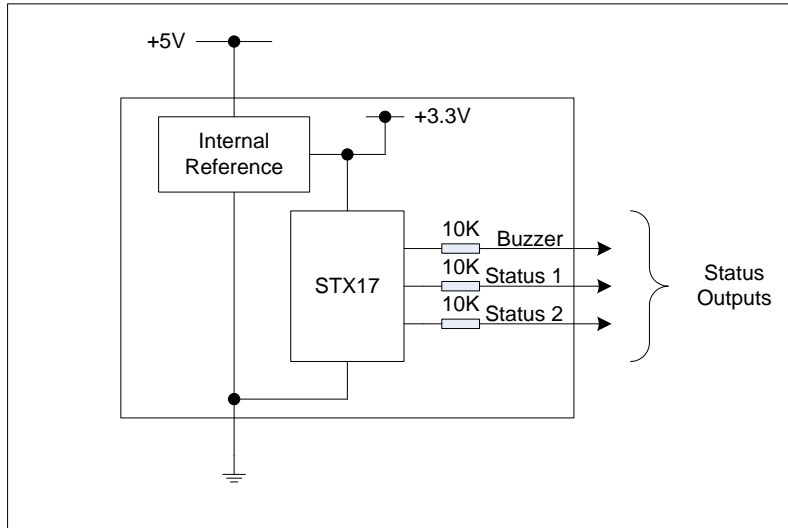 +5V
+3.3V
Internal
Reference
10K
Buzzer
10K
Status 1
STX17
10K
Status 2
Status
Outputs